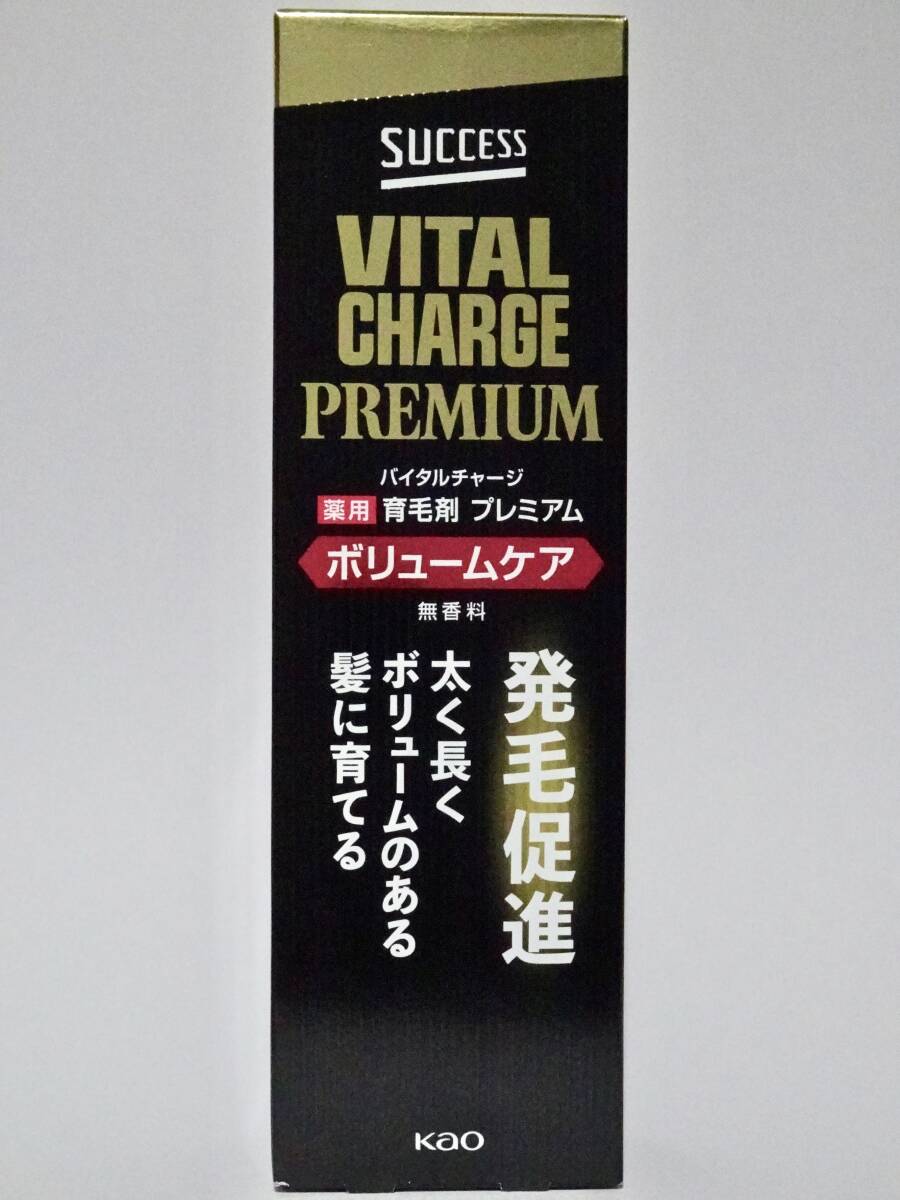 SUCCESS
VITAL
CHARGE
PREMIUM
バイタルチャージ
薬用 育毛剤 プレミアム
ボリュームケア
無香料
発毛促進
太く長く
ボリュームのある
髪に育てる
Kao